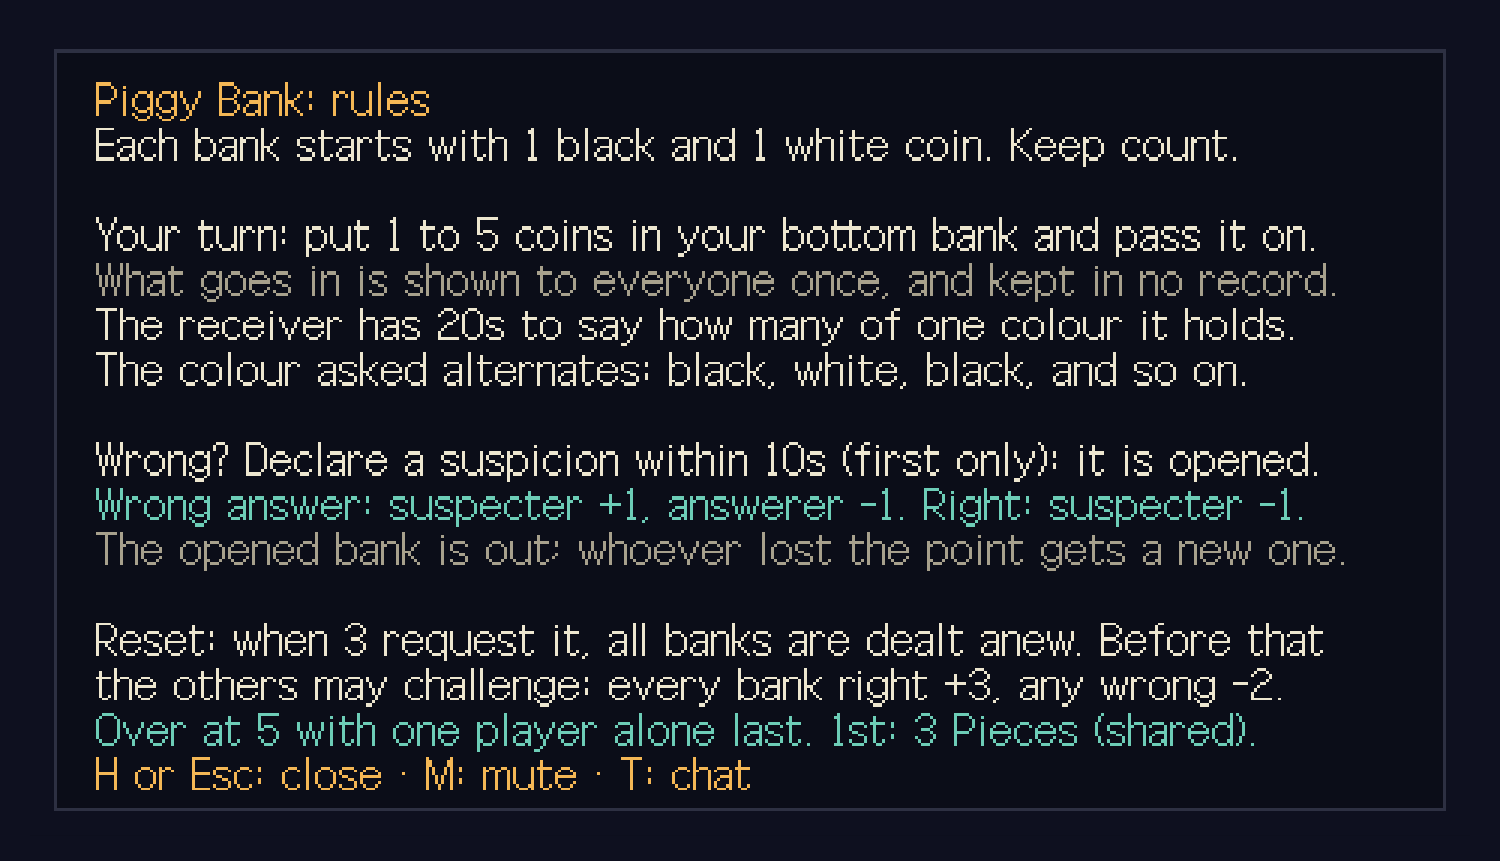 Piggy Bank: rules
Each bank starts with 1 black and 1 white coin. Keep count.
Your turn: put 1 to 5 coins in your bottom bank and pass it on.
What goes in is shown to everyone once, and kept in no record.
The receiver has 20s to say how many of one colour it holds.
The colour asked alternates: black, white, black, and so on.
Wrong? Declare a suspicion within 10s (first only): it is opened.
Wrong answer: suspecter +1, answerer -1. Right: suspecter -1.
The opened bank is out; whoever lost the point gets a new one.
Reset: when 3 request it, all banks are dealt anew. Before that
the others may challenge: every bank right +3, any wrong -2.
Over at 5 with one player alone last. 1st: 3 Pieces (shared).
H or Esc: close · M: mute · T: chat